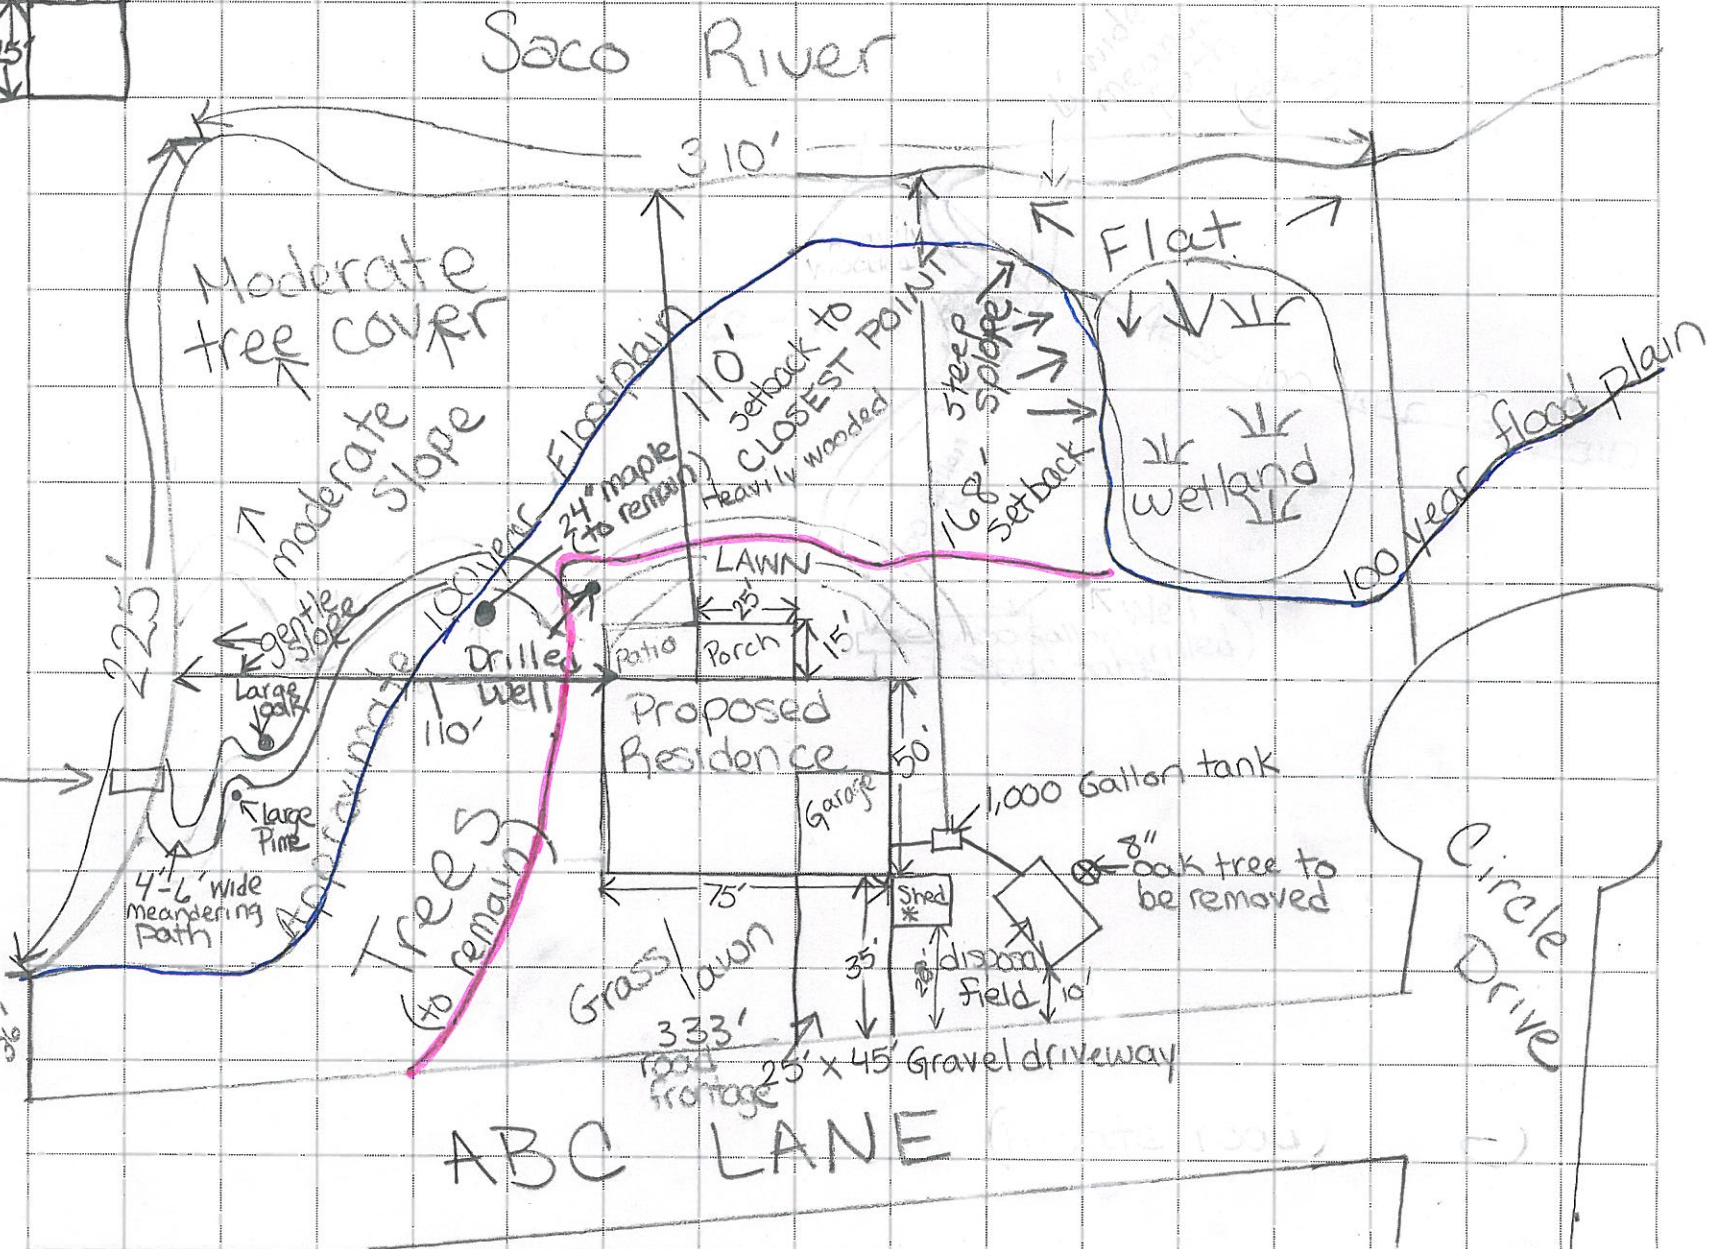 15'
Saco River
310'
Moderate
tree cover
Flat
110'
setback to
CLOSEST POINT
Heavily wooded
steep
splope
Floodplain
100 year flood plain
24" maple
(to remain)
moderate
slope
168'
setback
wetland
LAWN
225'
gentle
slope
100 year
Approximate
25'
15'
Patio
Porch
Drilled
well
110'
Large
oak
Proposed
Residence
50'
Garage
1,000 Gallon tank
Large
Pine
8"
oak tree to
be removed
4'-6' wide
meandering
path
Trees
(to remain)
75'
Shed
*
Grass/lawn
35'
disposal
field
10'
Circle
Drive
333'
road
frontage
25' x 45' Gravel driveway
ABC LANE